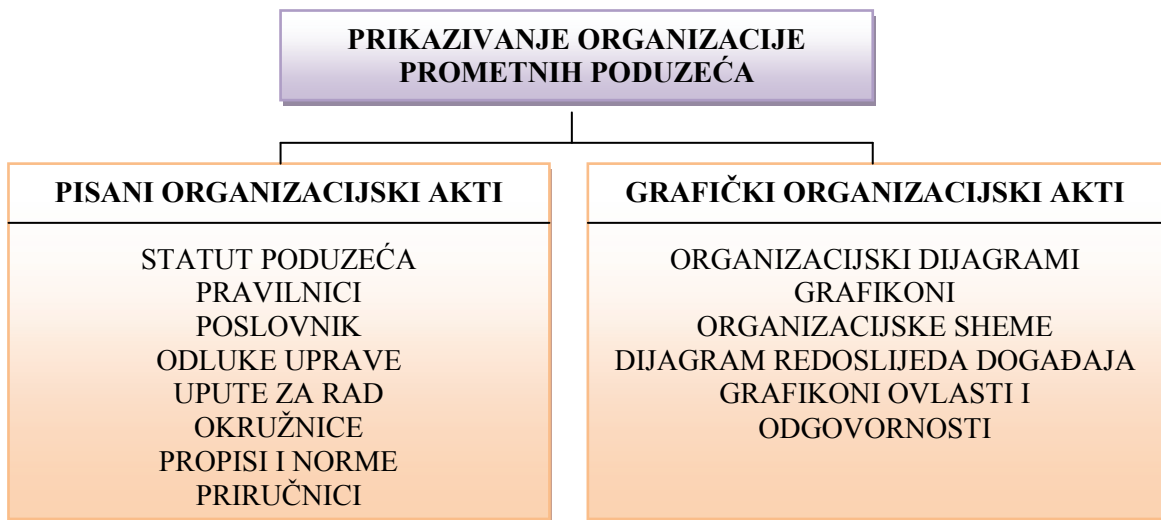 PRIKAZIVANJE ORGANIZACIJE
PROMETNIH PODUZEĆA
PISANI ORGANIZACIJSKI AKTI
STATUT PODUZEĆA
PRAVILNICI
POSLOVNIK
ODLUKE UPRAVE
UPUTE ZA RAD
OKRUŽNICE
PROPISI I NORME
PRIRUČNICI
GRAFIČKI ORGANIZACIJSKI AKTI
ORGANIZACIJSKI DIJAGRAMI
GRAFIKONI
ORGANIZACIJSKE SHEME
DIJAGRAM REDOSLIJEDA DOGAĐAJA
GRAFIKONI OVLASTI I
ODGOVORNOSTI